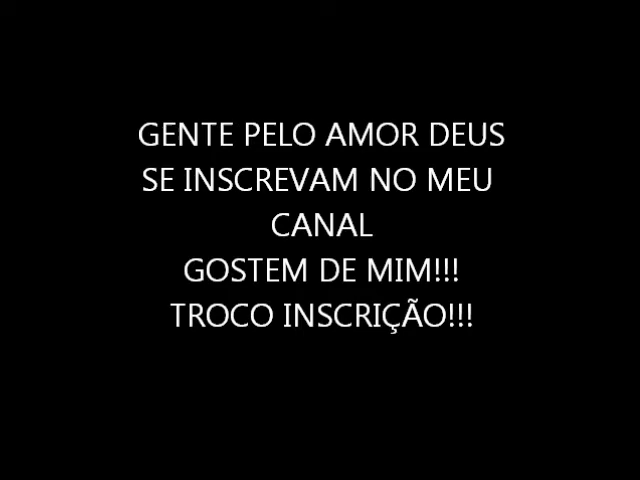 GENTE PELO AMOR DEUS
SE INSCREVAM NO MEU
CANAL
GOSTEM DE MIM!!!
TROCO INSCRIÇÃO!!!